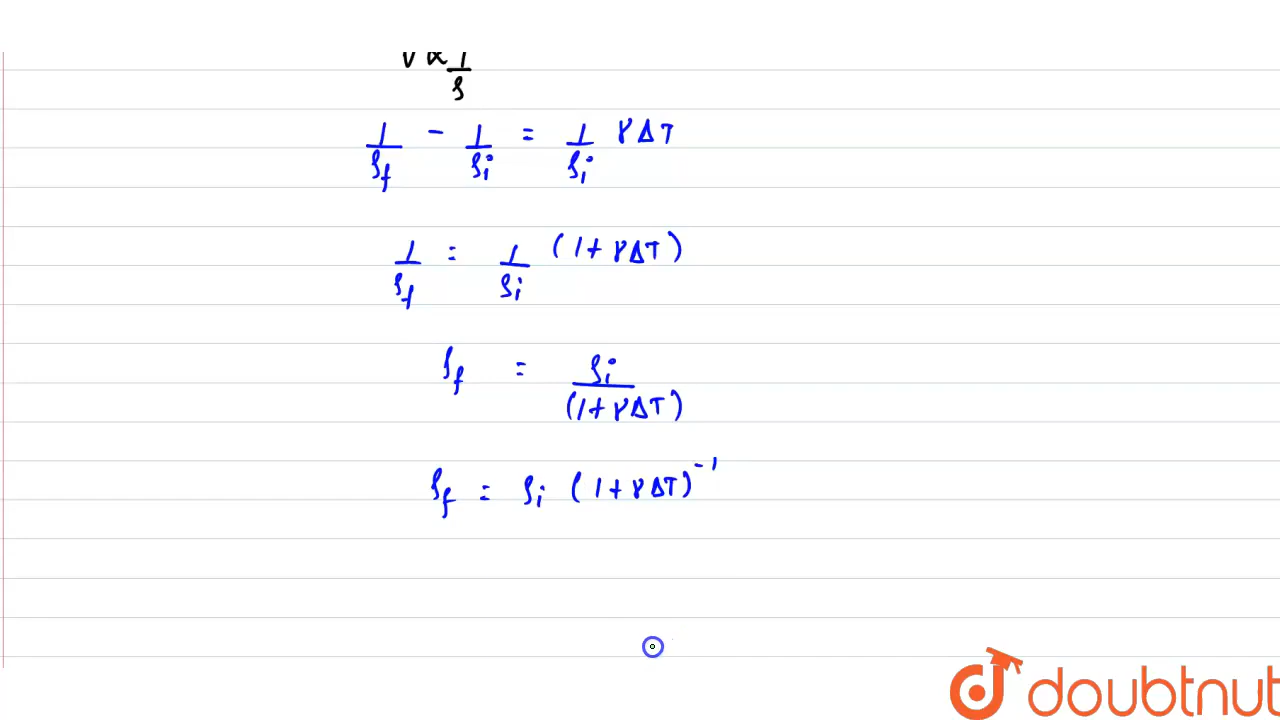 V ∝ 1/ρ
1/ρf - 1/ρi = 1/ρi γΔT
1/ρf = 1/ρi (1+γΔT)
ρf = ρi/(1+γΔT)
ρf = ρi (1+γΔT)⁻¹
doubtnut